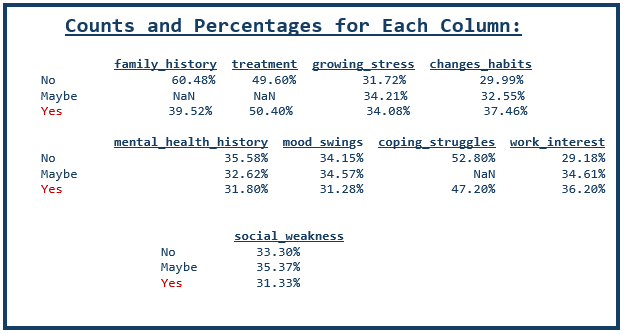 Counts and Percentages for Each Column:
family_history treatment growing_stress changes_habits
No 60.48% 49.60% 31.72% 29.99%
Maybe NaN NaN 34.21% 32.55%
Yes 39.52% 50.40% 34.08% 37.46%
mental_health_history mood swings coping_struggles work_interest
No 35.58% 34.15% 52.80% 29.18%
Maybe 32.62% 34.57% NaN 34.61%
Yes 31.80% 31.28% 47.20% 36.20%
social_weakness
No 33.30%
Maybe 35.37%
Yes 31.33%